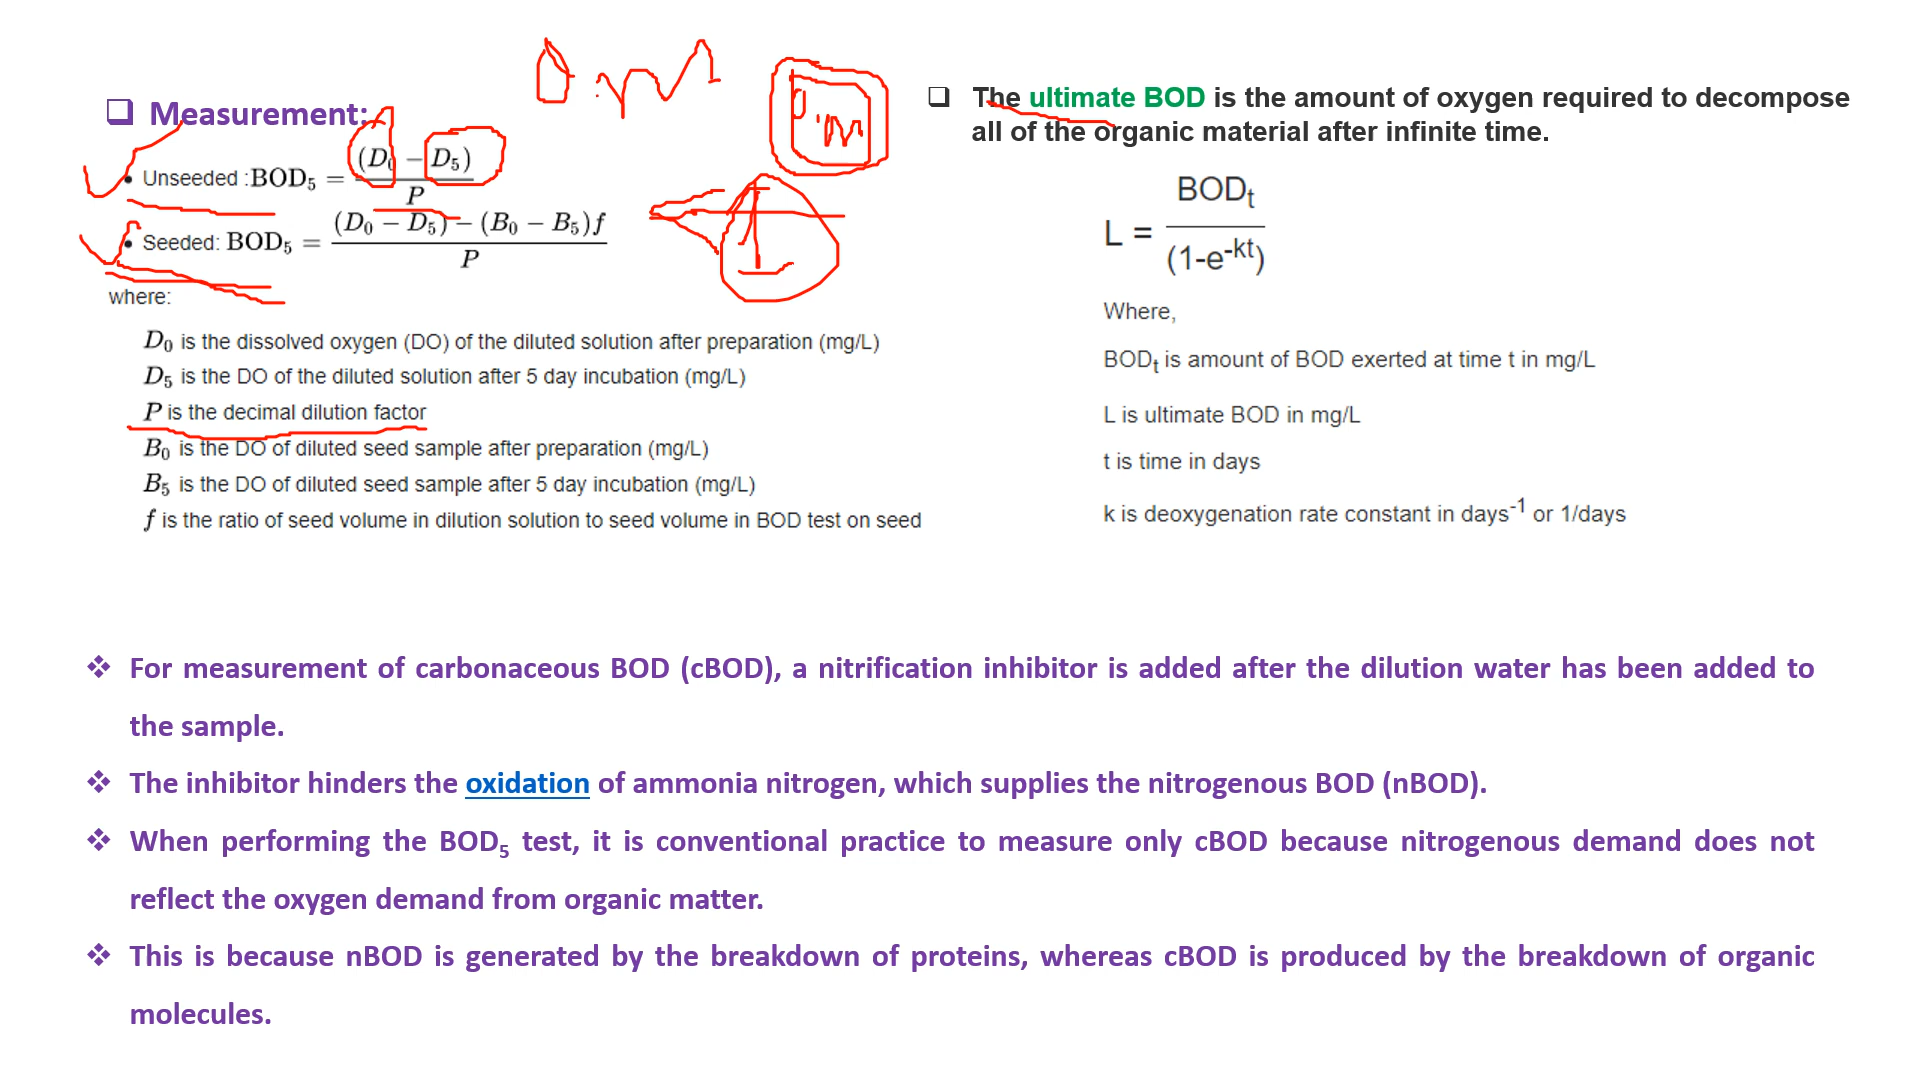 Measurement:
Unseeded :BOD₅ = (D₀ − D₅) / P
Seeded: BOD₅ = ((D₀ − D₅) − (B₀ − B₅)f) / P
where:
D₀ is the dissolved oxygen (DO) of the diluted solution after preparation (mg/L)
D₅ is the DO of the diluted solution after 5 day incubation (mg/L)
P is the decimal dilution factor
B₀ is the DO of diluted seed sample after preparation (mg/L)
B₅ is the DO of diluted seed sample after 5 day incubation (mg/L)
f is the ratio of seed volume in dilution solution to seed volume in BOD test on seed
The ultimate BOD is the amount of oxygen required to decompose
all of the organic material after infinite time.
L = BODₜ / (1-e⁻ᵏᵗ)
Where,
BODₜ is amount of BOD exerted at time t in mg/L
L is ultimate BOD in mg/L
t is time in days
k is deoxygenation rate constant in days⁻¹ or 1/days
For measurement of carbonaceous BOD (cBOD), a nitrification inhibitor is added after the dilution water has been added to
the sample.
The inhibitor hinders the oxidation of ammonia nitrogen, which supplies the nitrogenous BOD (nBOD).
When performing the BOD₅ test, it is conventional practice to measure only cBOD because nitrogenous demand does not
reflect the oxygen demand from organic matter.
This is because nBOD is generated by the breakdown of proteins, whereas cBOD is produced by the breakdown of organic
molecules.